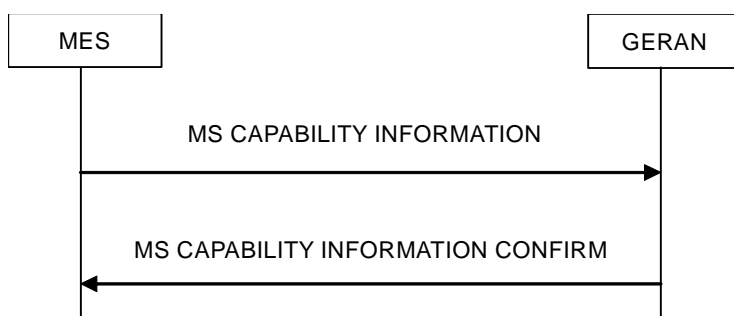 MES
GERAN
MS CAPABILITY INFORMATION
MS CAPABILITY INFORMATION CONFIRM